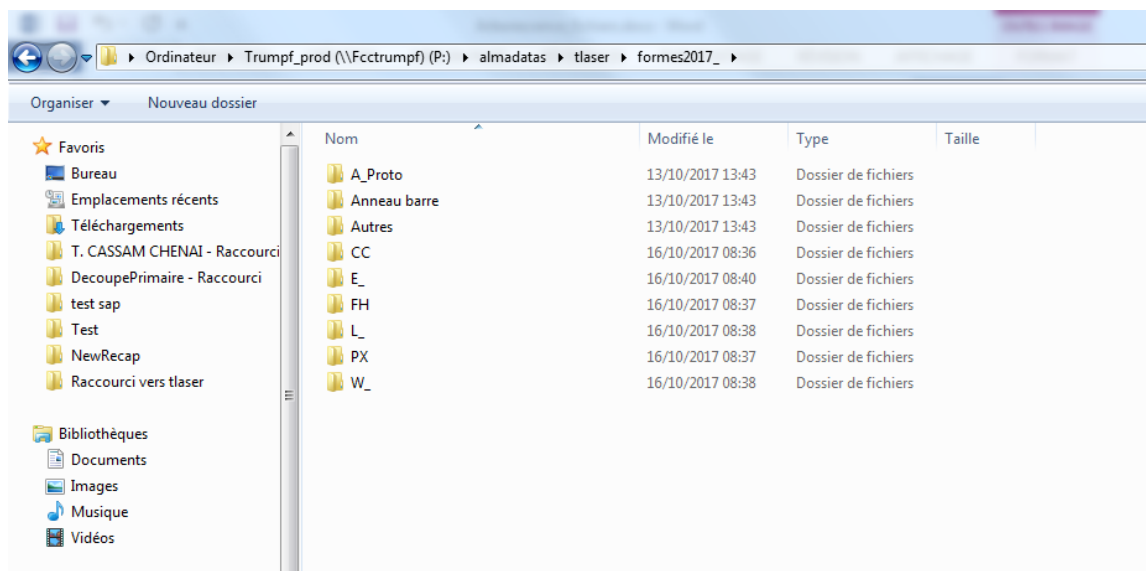 Ordinateur Trumpf_prod (\\Fcctrumpf) (P:) almadatas tlaser formes2017_
Organiser Nouveau dossier
Favoris
Bureau
Emplacements récents
Téléchargements
T. CASSAM CHENAI - Raccourci
DecoupePrimaire - Raccourci
test sap
Test
NewRecap
Raccourci vers tlaser
Bibliothèques
Documents
Images
Musique
Vidéos
Nom Modifié le Type Taille
A_Proto 13/10/2017 13:43 Dossier de fichiers
Anneau barre 13/10/2017 13:43 Dossier de fichiers
Autres 13/10/2017 13:43 Dossier de fichiers
CC 16/10/2017 08:36 Dossier de fichiers
E_ 16/10/2017 08:40 Dossier de fichiers
FH 16/10/2017 08:37 Dossier de fichiers
L_ 16/10/2017 08:38 Dossier de fichiers
PX 16/10/2017 08:37 Dossier de fichiers
W_ 16/10/2017 08:38 Dossier de fichiers